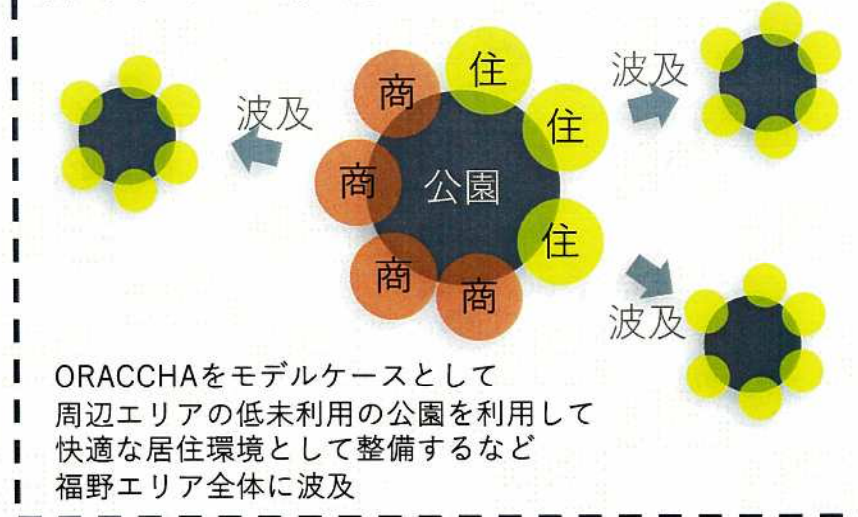 住
商
波及
波及
住
商
公園
住
商
商
波及
ORACCHAをモデルケースとして
周辺エリアの低未利用の公園を利用して
快適な居住環境として整備するなど
福野エリア全体に波及